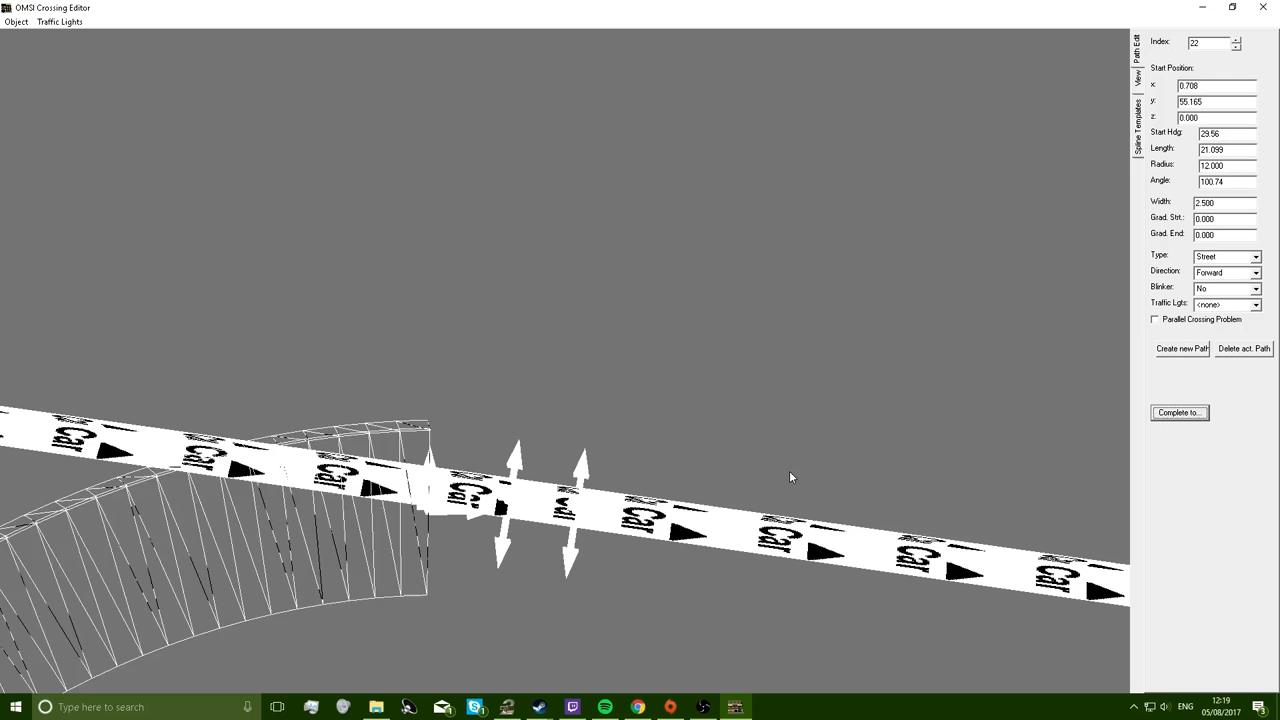 OMSI Crossing Editor
Object Traffic Lights
Path Edit
View
Spline Templates
Index: 22
Start Position:
x: 0.708
y: 55.165
z: 0.000
Start Hdg: 29.56
Length: 21.099
Radius: 12.000
Angle: 100.74
Width: 2.500
Grad. Strt.: 0.000
Grad. End: 0.000
Type: Street
Direction: Forward
Blinker: No
Traffic Lgts: <none>
Parallel Crossing Problem
Create new Path Delete act. Path
Complete to...
Car
Car
Car
Car
Car
Car
Car
Car
Type here to search
ENG
12:19
05/08/2017